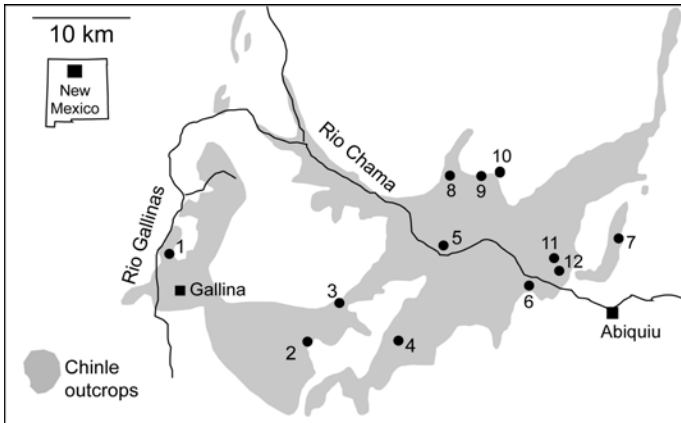 10 km
New
Mexico
Rio Chama
Rio Gallinas
10
8
9
1
5
11
7
12
Gallina
3
6
2
4
Abiquiu
Chinle
outcrops